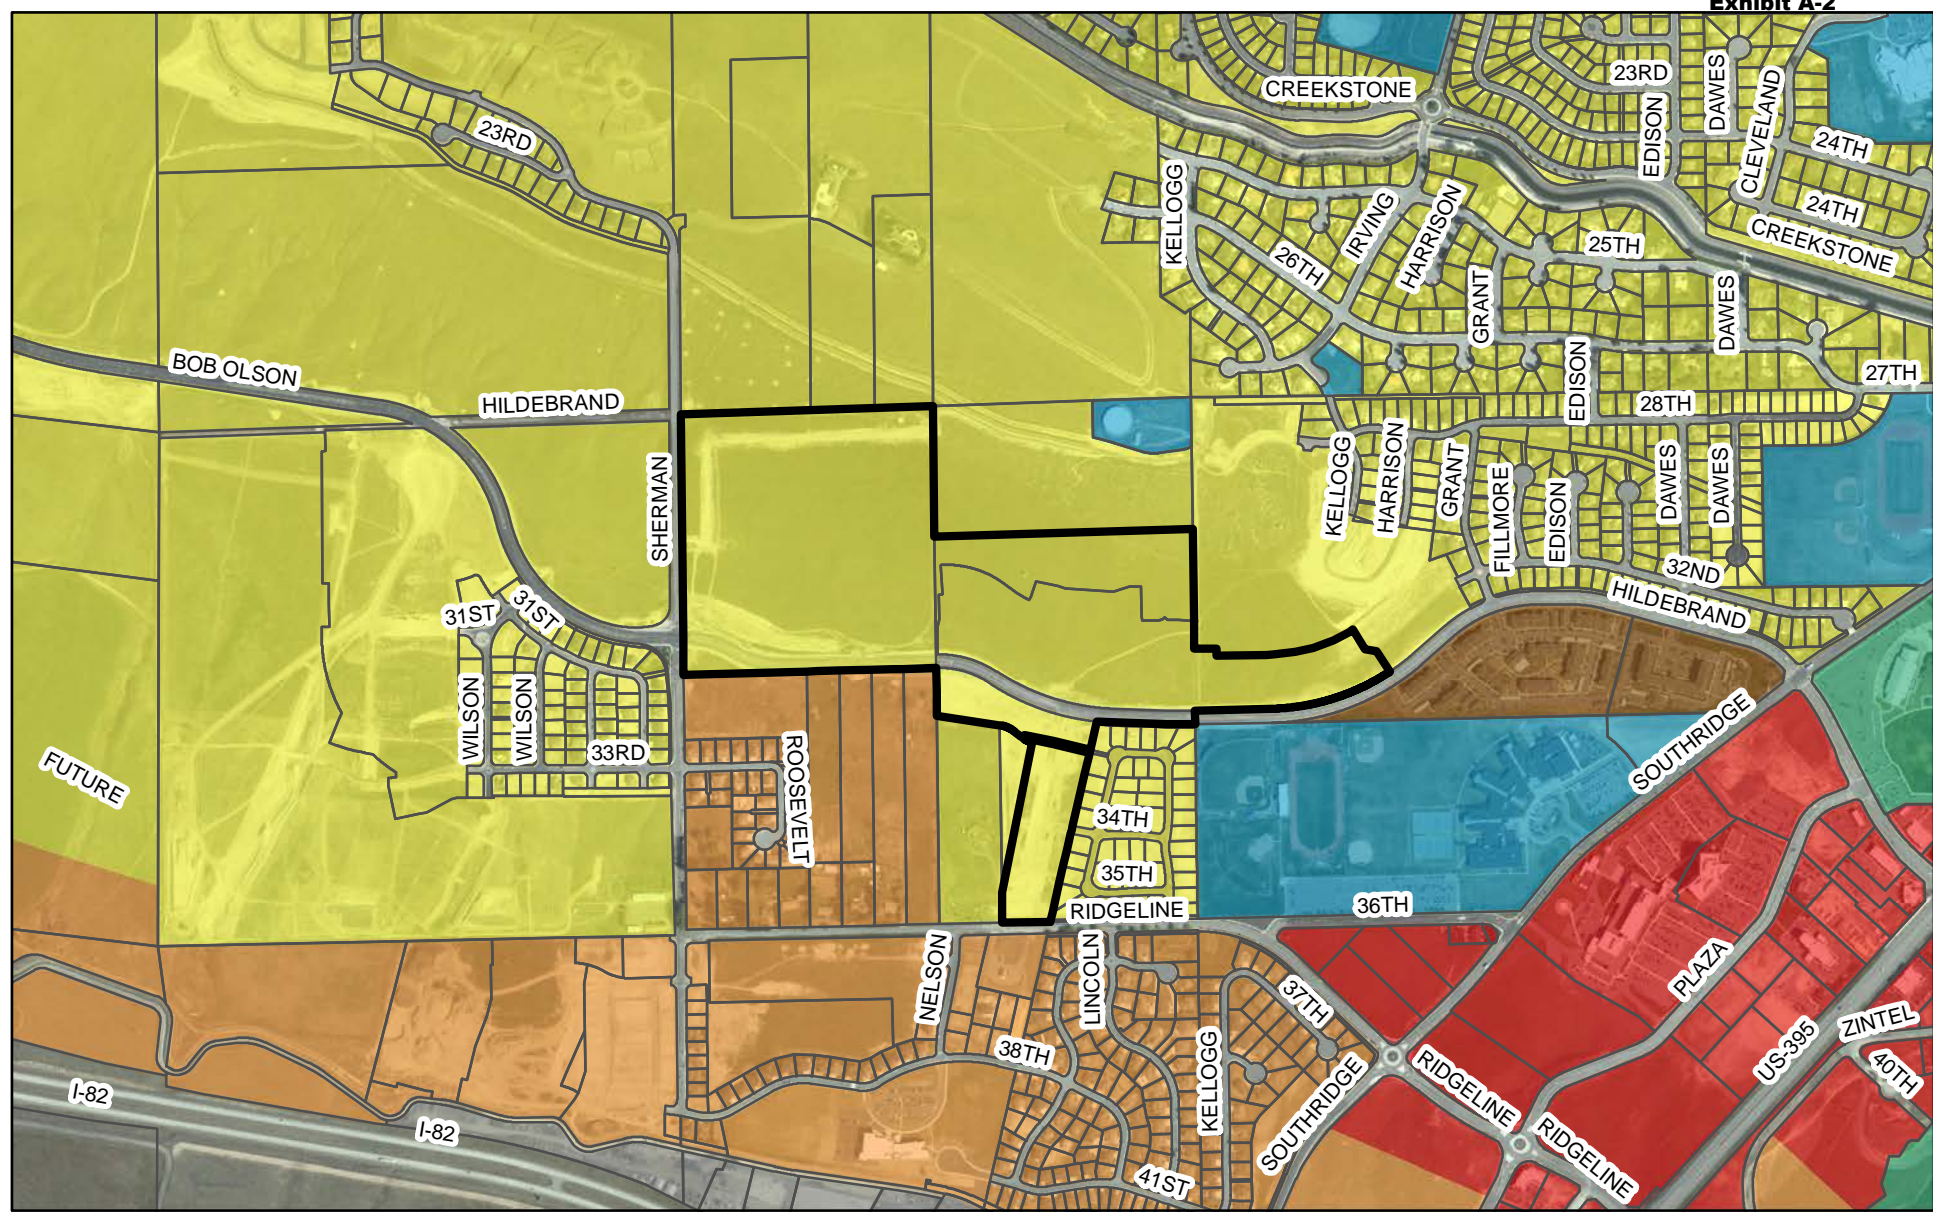 Exhibit A-2
CREEKSTONE
23RD
DAWES
EDISON
CLEVELAND
24TH
24TH
CREEKSTONE
23RD
KELLOGG
26TH
IRVING
HARRISON
25TH
GRANT
DAWES
BOB OLSON
HILDEBRAND
EDISON
27TH
28TH
SHERMAN
KELLOGG
HARRISON
GRANT
FILLMORE
EDISON
DAWES
DAWES
32ND
HILDEBRAND
31ST
31ST
WILSON
WILSON
33RD
ROOSEVELT
FUTURE
SOUTHRIDGE
34TH
35TH
RIDGELINE
36TH
NELSON
LINCOLN
37TH
PLAZA
38TH
KELLOGG
SOUTHRIDGE
RIDGELINE
US-395
ZINTEL
40TH
I-82
I-82
RIDGELINE
41ST